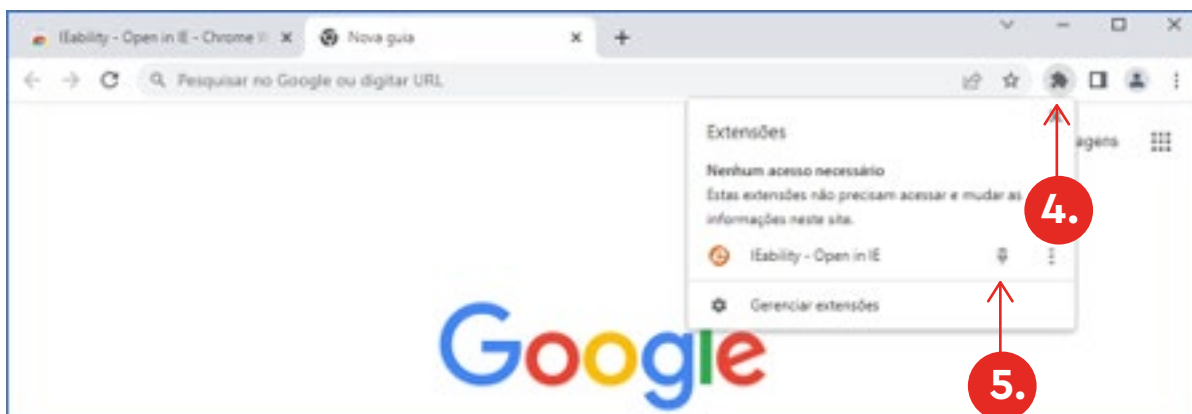 IEability - Open in IE - Chrome
Nova guia
Pesquisar no Google ou digitar URL
Extensões
agens
Nenhum acesso necessário
Estas extensões não precisam acessar e mudar as
informações neste site.
4.
IEability - Open in IE
Gerenciar extensões
Google
5.